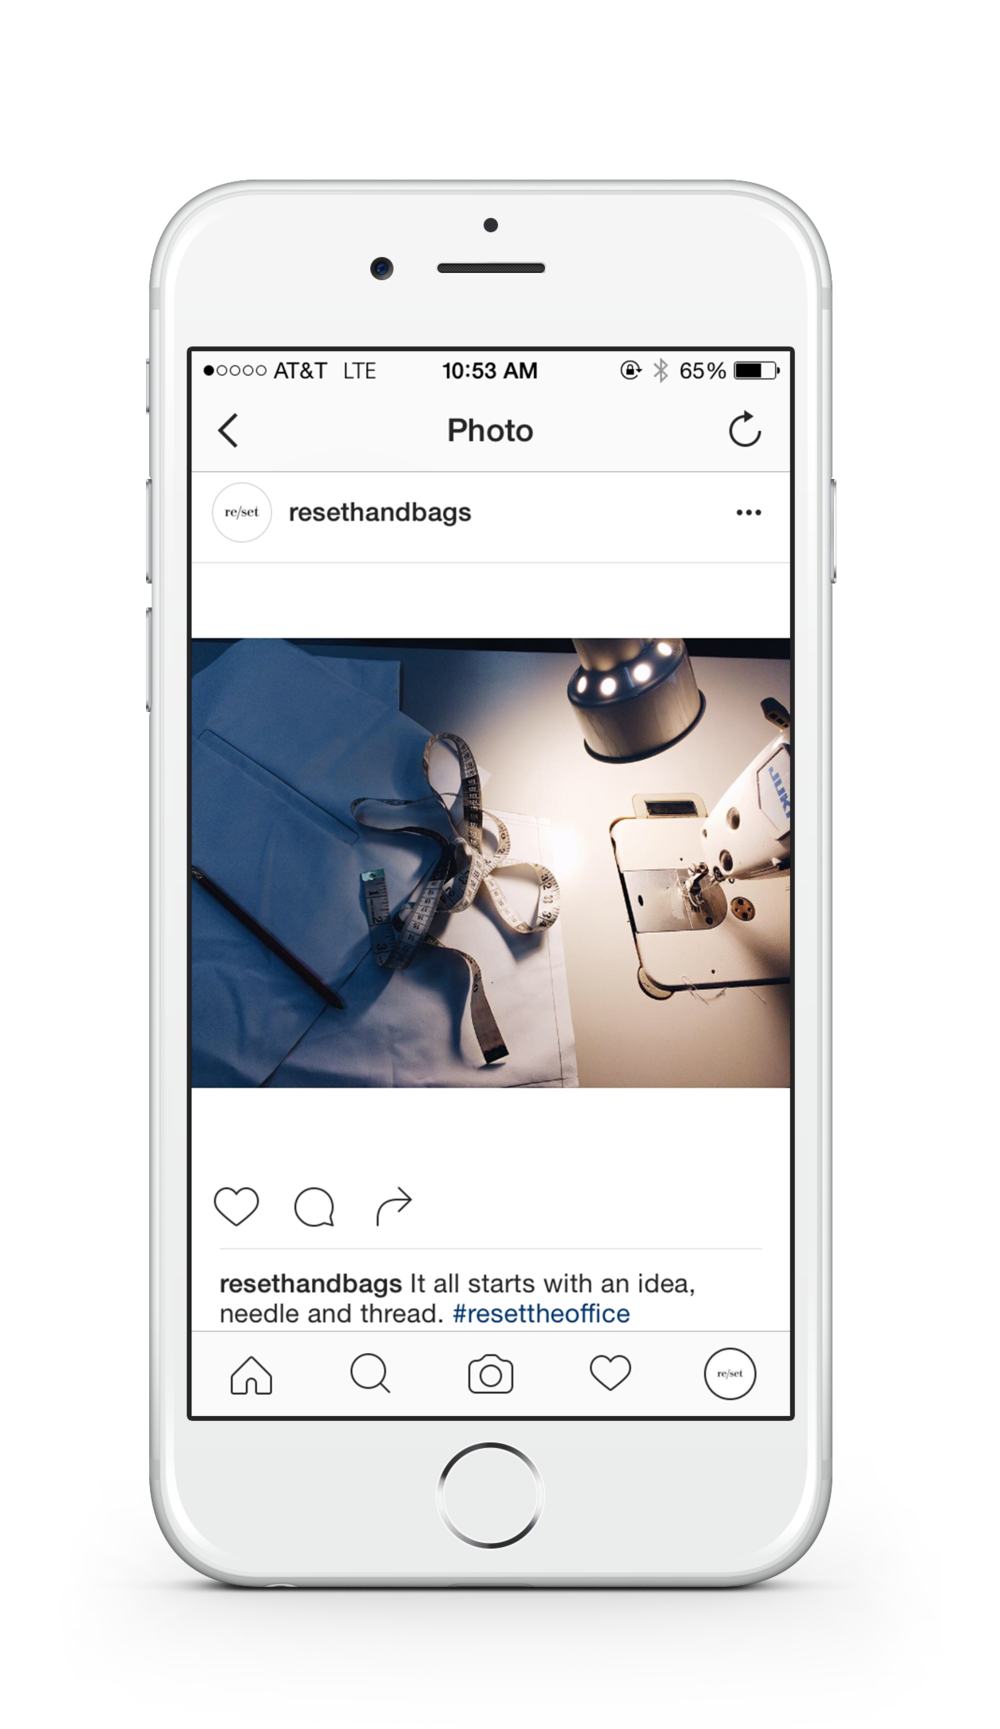 AT&T LTE 10:53 AM 65%
Photo
re/set resethandbags
JUKI
resethandbags It all starts with an idea,
needle and thread. #resettheoffice
re/set